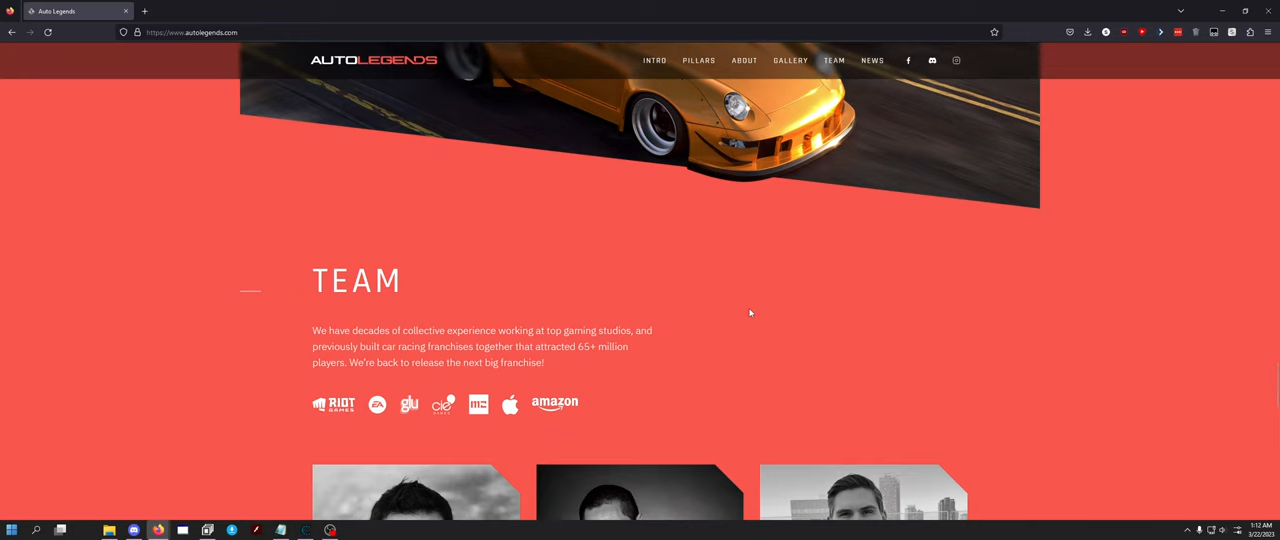 Auto Legends
https://www.autolegends.com
AUTOLEGENDS
INTRO PILLARS ABOUT GALLERY TEAM NEWS
TEAM
We have decades of collective experience working at top gaming studios, and
previously built car racing franchises together that attracted 65+ million
players. We're back to release the next big franchise!
RIOT GAMES EA glu cie GAMES amazon
1:12 AM
3/22/2023